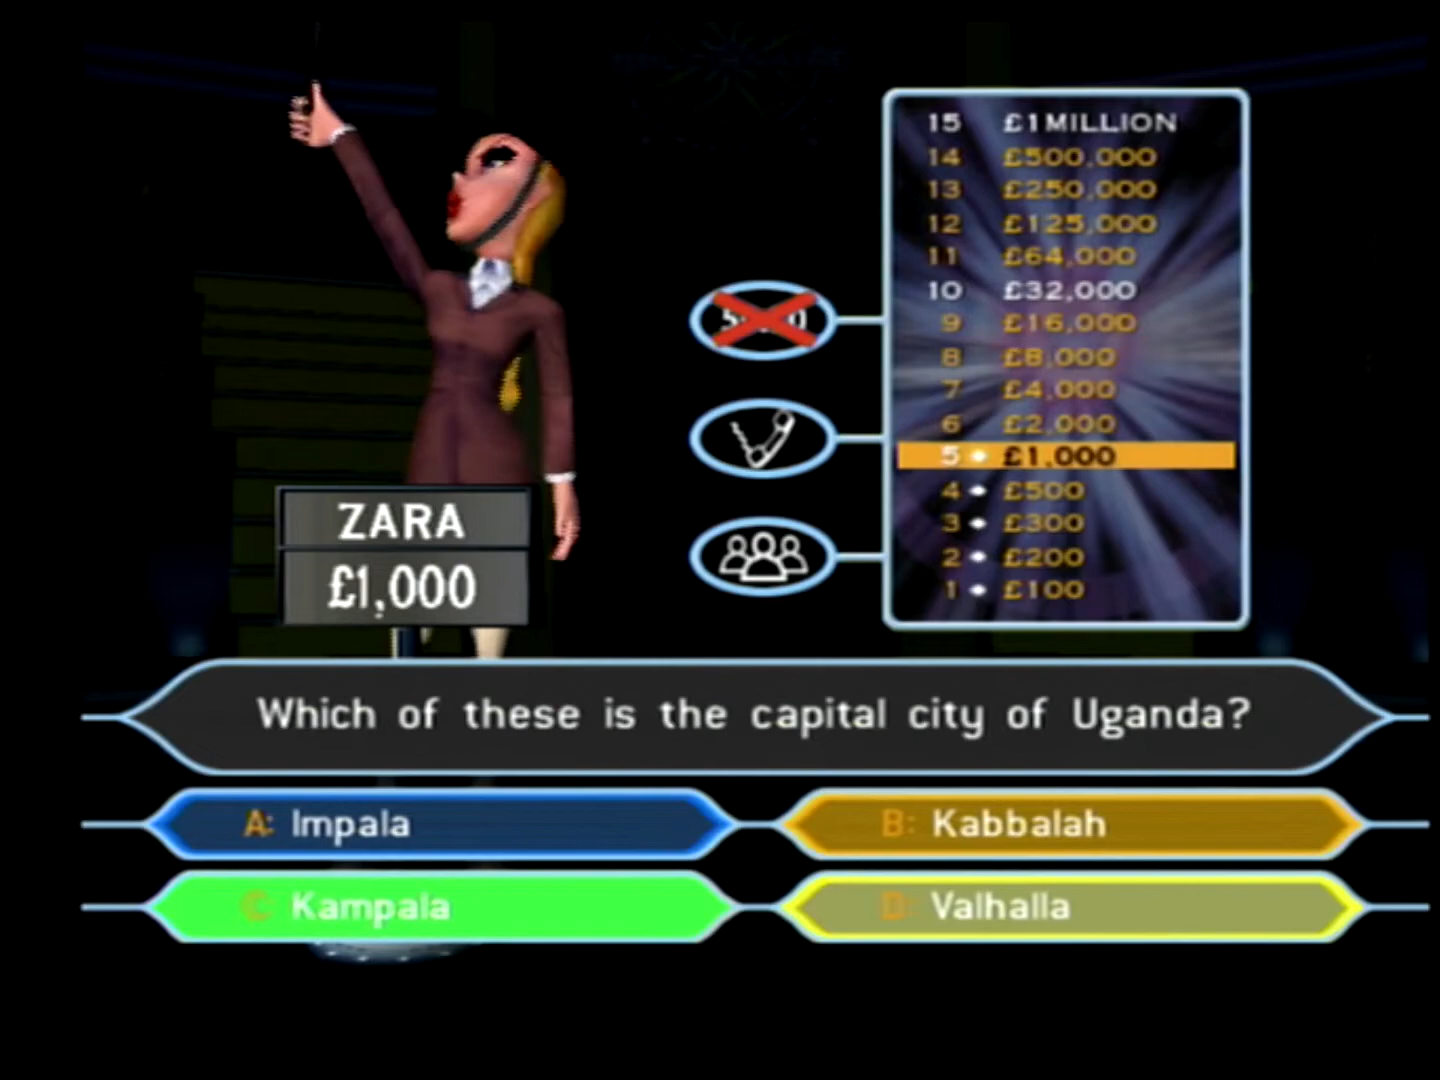 15 £1 MILLION
14 £500,000
13 £250,000
12 £125,000
11 £64,000
10 £32,000
9 £16,000
8 £8,000
7 £4,000
6 £2,000
5 £1,000
4 £500
3 £300
2 £200
1 £100
ZARA
£1,000
Which of these is the capital city of Uganda?
A: Impala
B: Kabbalah
C: Kampala
D: Valhalla